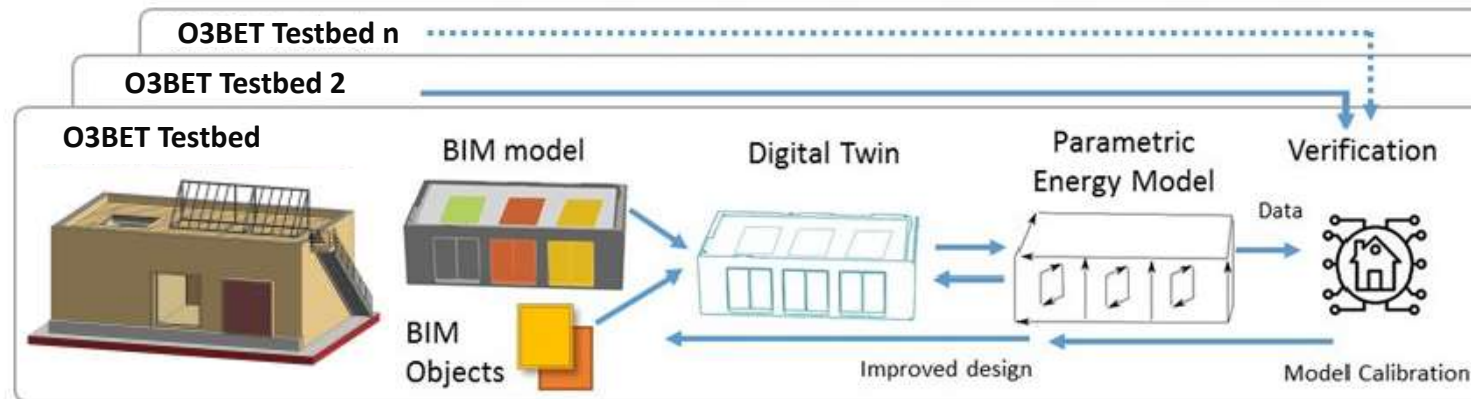 O3BET Testbed n
O3BET Testbed 2
O3BET Testbed
BIM model
Digital Twin
Parametric
Energy Model
Verification
Data
BIM
Objects
Improved design
Model Calibration